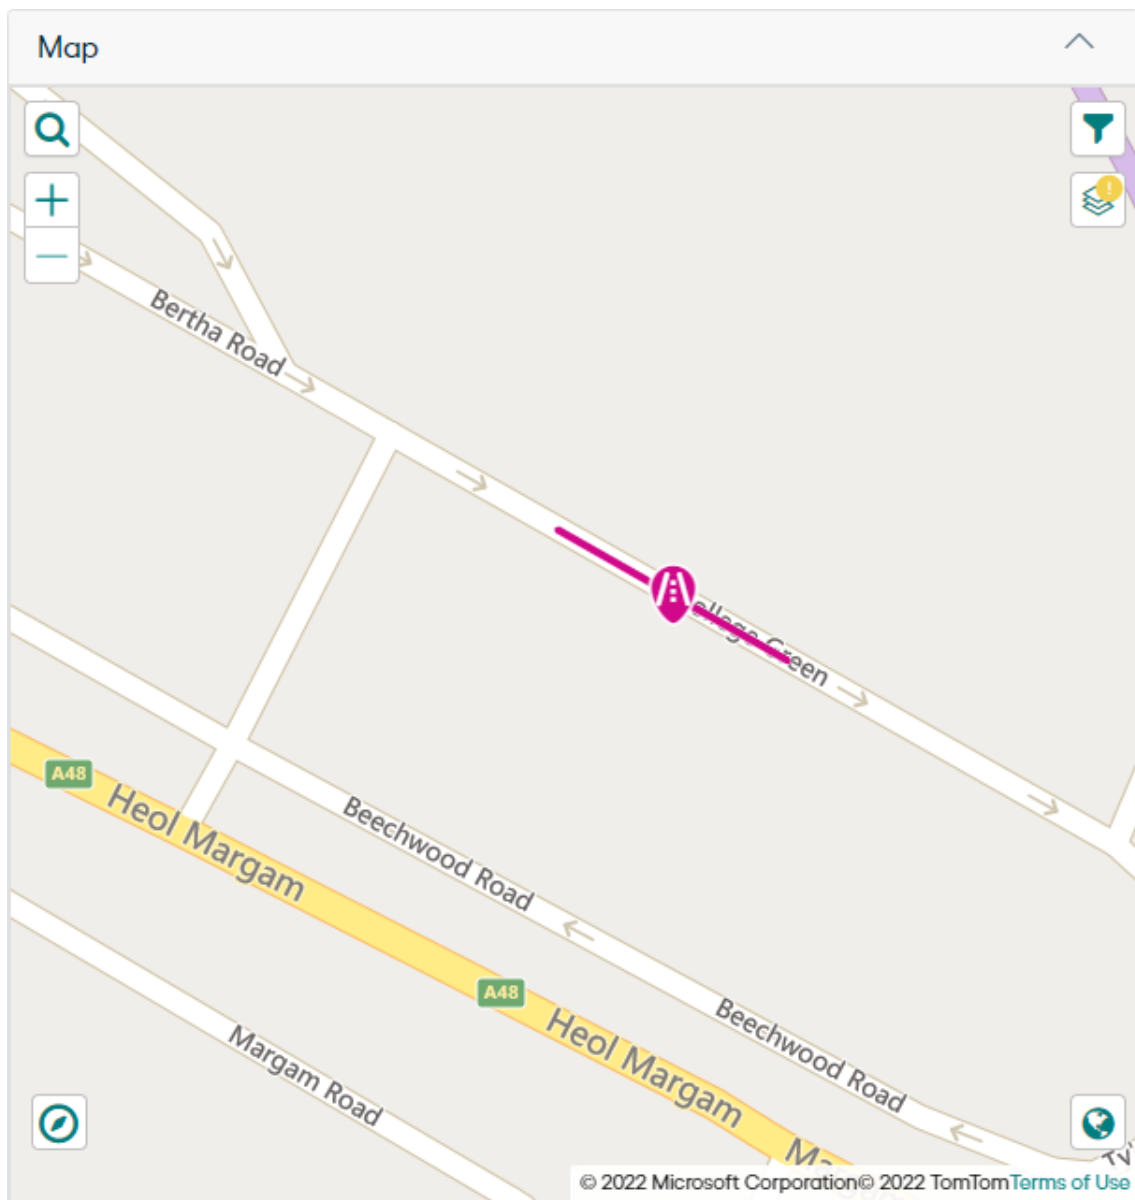 Map
Bertha Road
Green
A48
Heol Margam
Beechwood Road
A48
Heol Margam
Beechwood Road
Margam Road
© 2022 Microsoft Corporation© 2022 TomTomTerms of Use